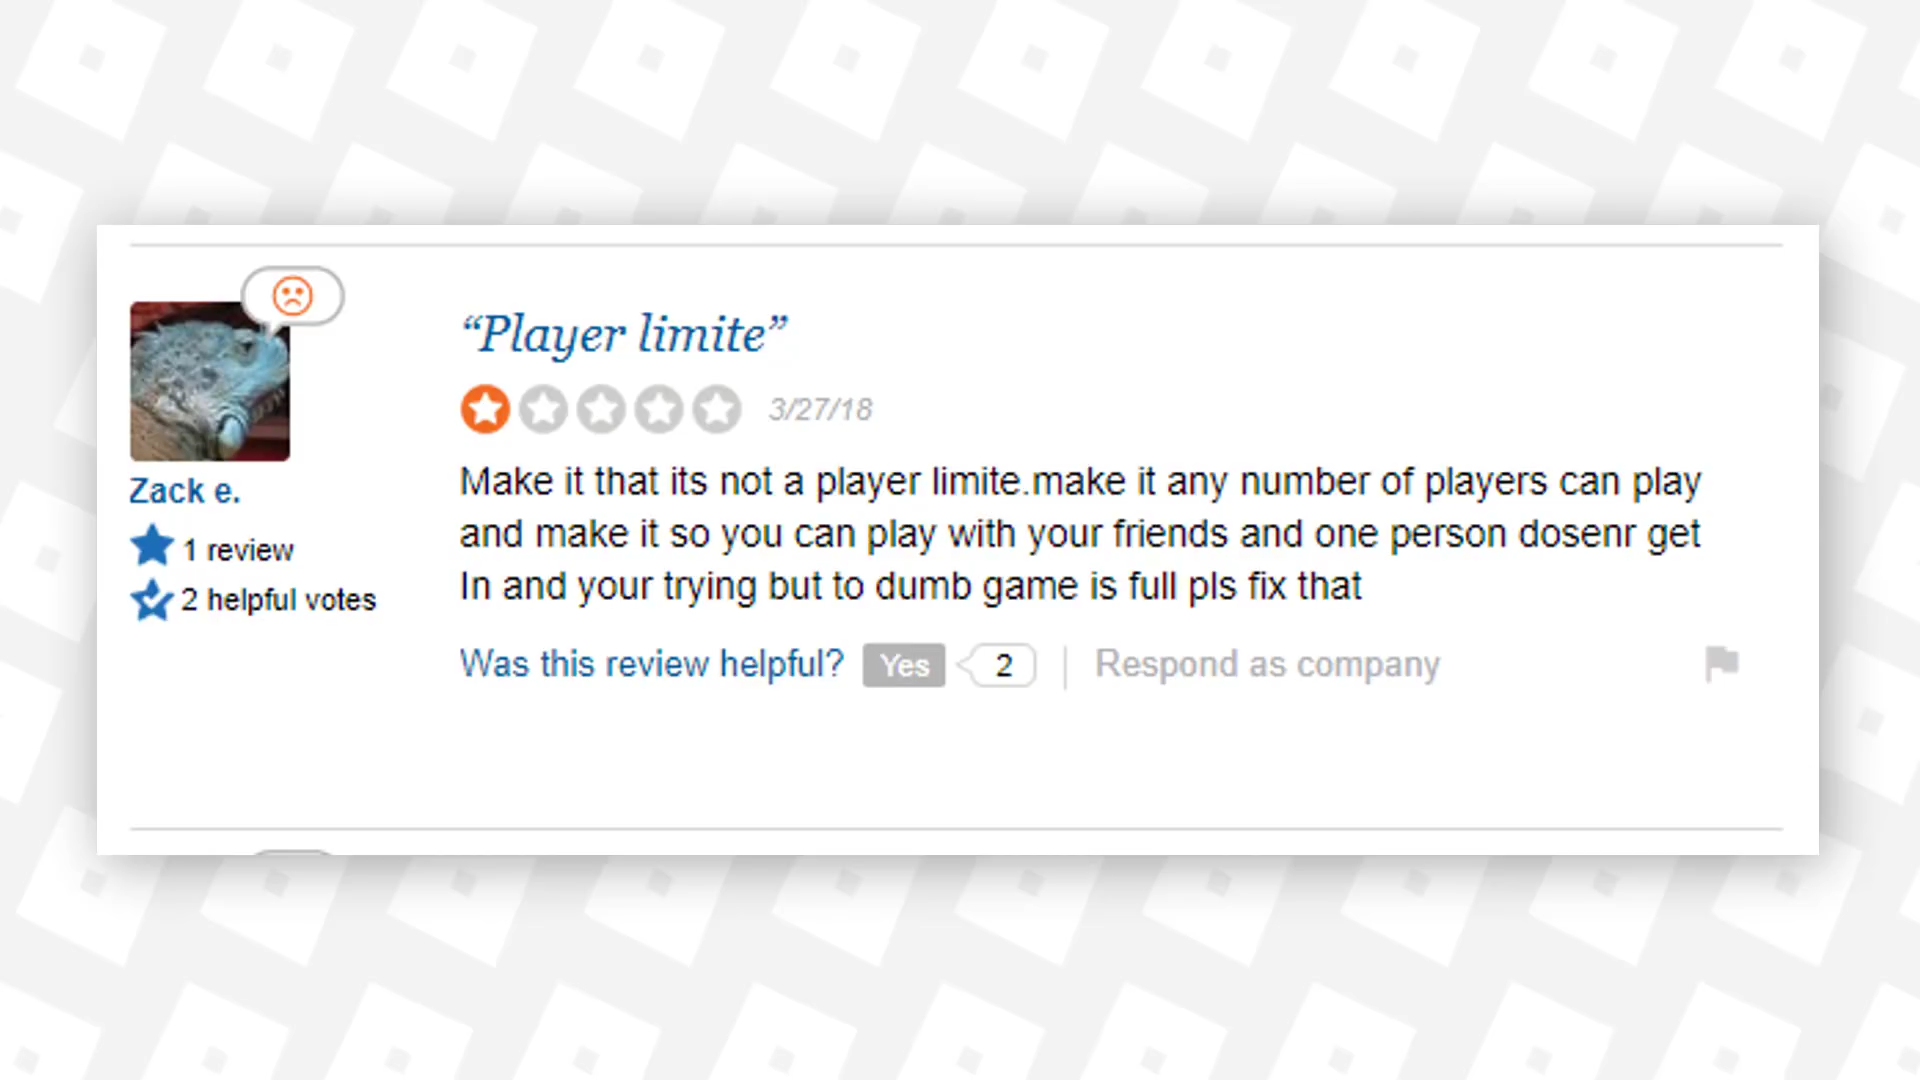 “Player limite”
3/27/18
Make it that its not a player limite.make it any number of players can play
and make it so you can play with your friends and one person dosenr get
In and your trying but to dumb game is full pls fix that
Zack e.
1 review
2 helpful votes
Was this review helpful? Yes 2 Respond as company